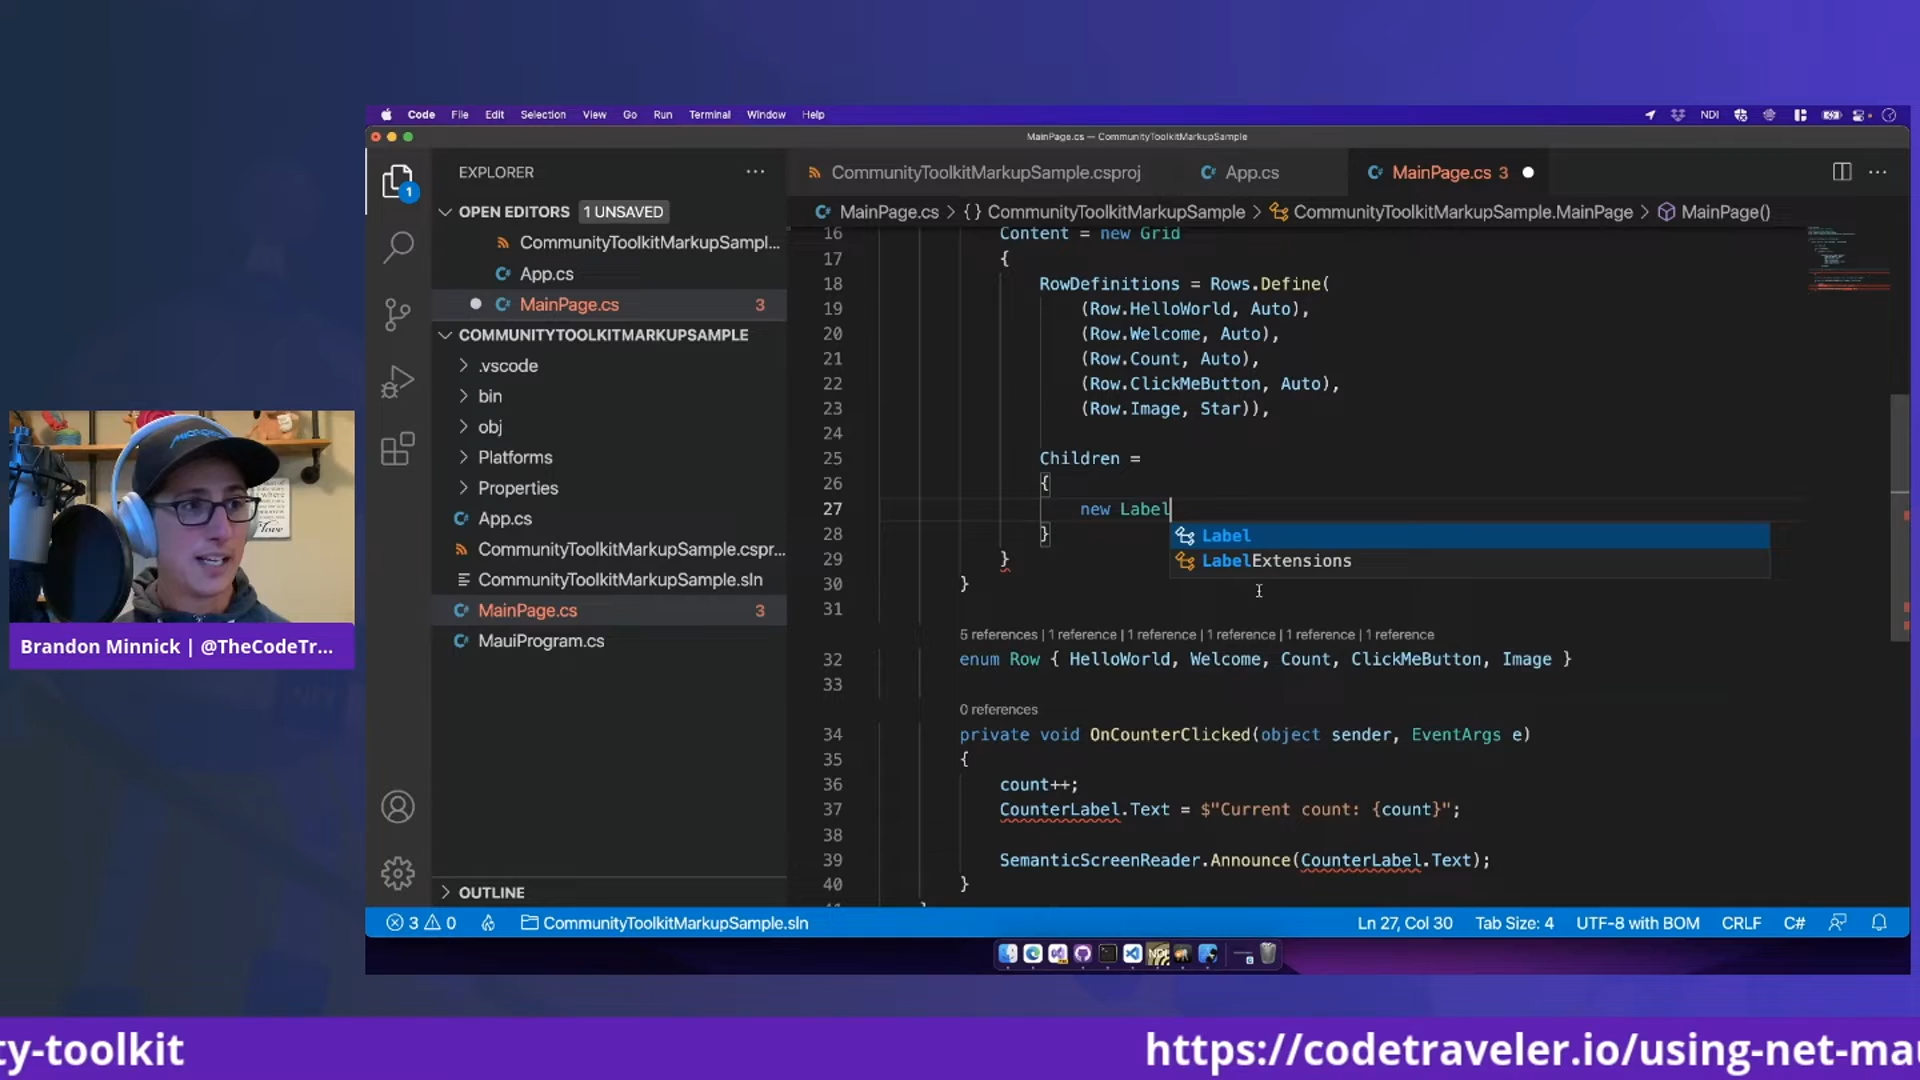 Code File Edit Selection View Go Run Terminal Window Help NDI
MainPage.cs — CommunityToolkitMarkupSample
EXPLORER
CommunityToolkitMarkupSample.csproj
App.cs
MainPage.cs 3
1
OPEN EDITORS 1 UNSAVED
MainPage.cs > {} CommunityToolkitMarkupSample > CommunityToolkitMarkupSample.MainPage > MainPage()
CommunityToolkitMarkupSampl...
App.cs
MainPage.cs 3
COMMUNITYTOOLKITMARKUPSAMPLE
.vscode
bin
obj
Platforms
Properties
App.cs
CommunityToolkitMarkupSample.cspr...
CommunityToolkitMarkupSample.sln
MainPage.cs 3
MauiProgram.cs
OUTLINE
16 Content = new Grid
17 {
18 RowDefinitions = Rows.Define(
19 (Row.HelloWorld, Auto),
20 (Row.Welcome, Auto),
21 (Row.Count, Auto),
22 (Row.ClickMeButton, Auto),
23 (Row.Image, Star)),
24
25 Children =
26 {
27 new Label
28 }
Label
LabelExtensions
29 }
30 }
31
5 references | 1 reference | 1 reference | 1 reference | 1 reference | 1 reference
32 enum Row { HelloWorld, Welcome, Count, ClickMeButton, Image }
33
0 references
34 private void OnCounterClicked(object sender, EventArgs e)
35 {
36 count++;
37 CounterLabel.Text = $"Current count: {count}";
38
39 SemanticScreenReader.Announce(CounterLabel.Text);
40 }
3 0 CommunityToolkitMarkupSample.sln Ln 27, Col 30 Tab Size: 4 UTF-8 with BOM CRLF C#
Brandon Minnick | @TheCodeTr...
ty-toolkit
https://codetraveler.io/using-net-mau